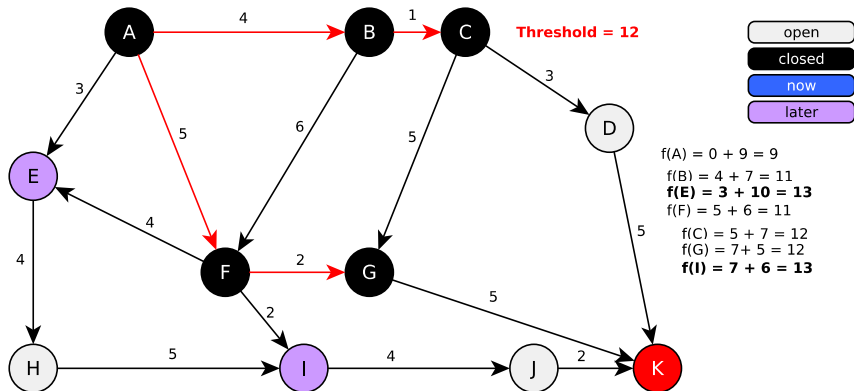 A
4
B
1
C
Threshold = 12
open
closed
now
later
3
5
6
5
3
D
E
f(A) = 0 + 9 = 9
f(B) = 4 + 7 = 11
f(E) = 3 + 10 = 13
f(F) = 5 + 6 = 11
f(C) = 5 + 7 = 12
f(G) = 7+ 5 = 12
f(I) = 7 + 6 = 13
4
5
4
F
2
G
2
5
H
5
I
4
J
2
K